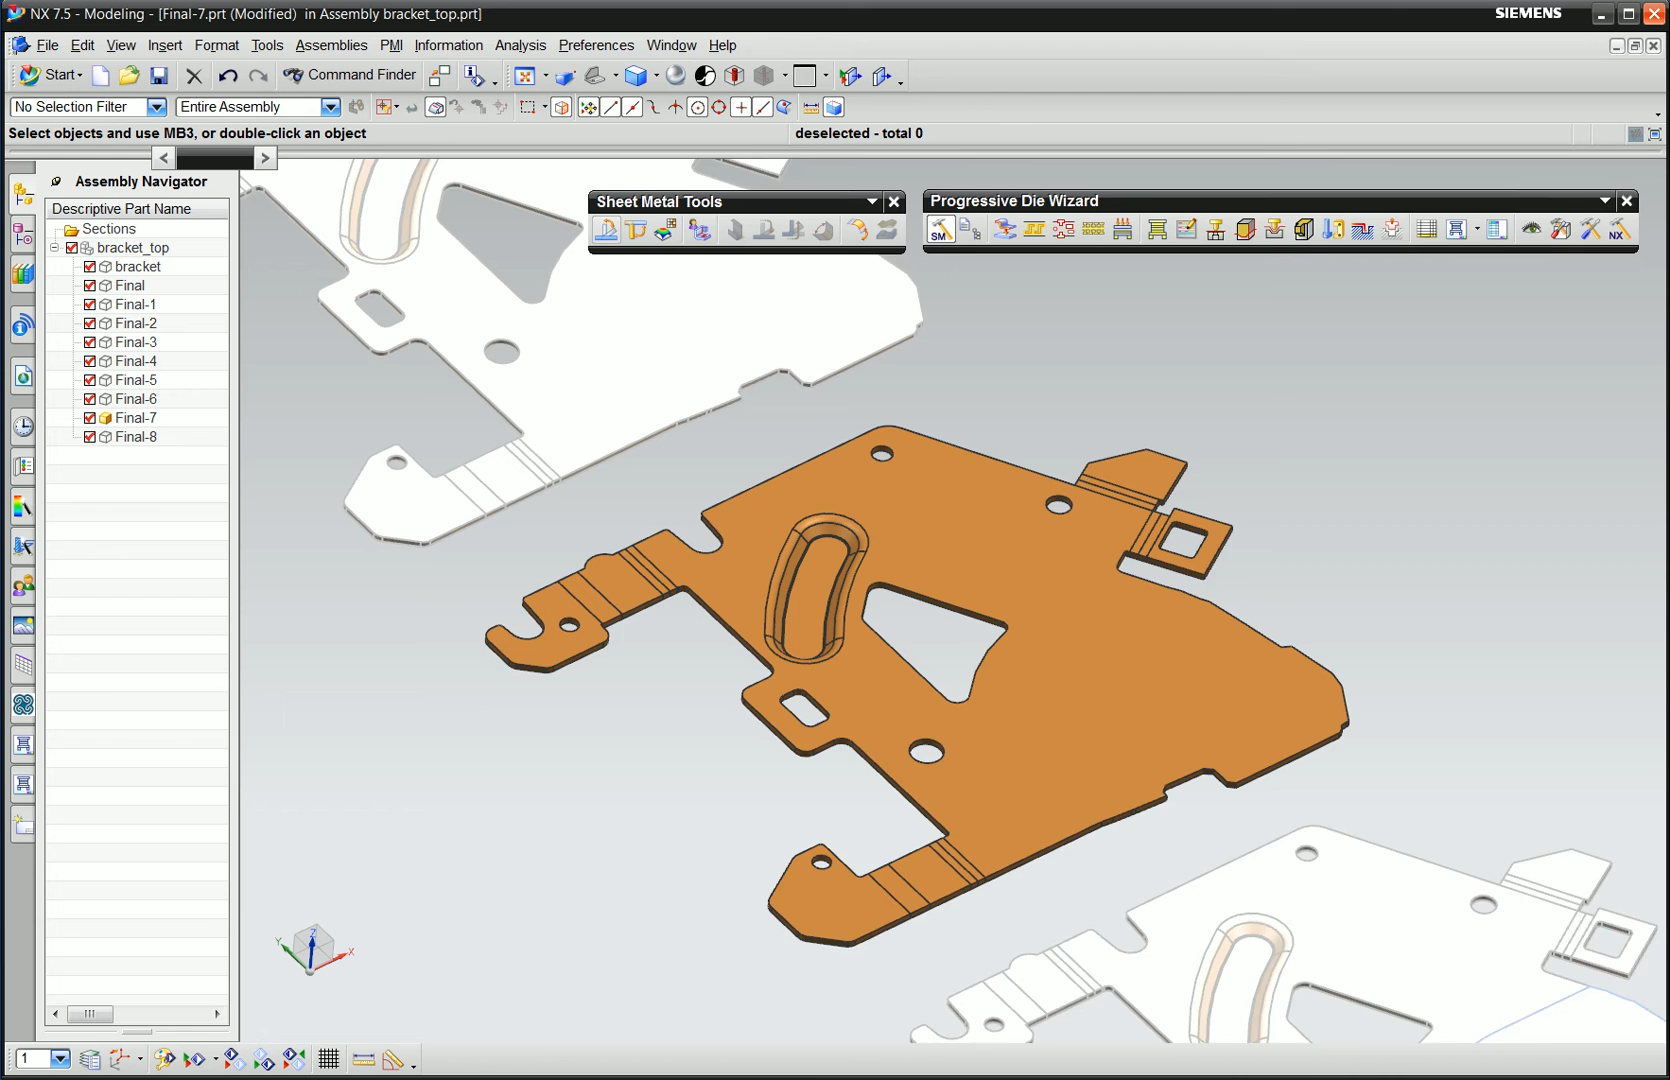 NX 7.5 - Modeling - [Final-7.prt (Modified)  in Assembly bracket_top.prt]
SIEMENS
File Edit View Insert Format Tools Assemblies PMI Information Analysis Preferences Window Help
Start Command Finder
No Selection Filter Entire Assembly
Select objects and use MB3, or double-click an object
deselected - total 0
Assembly Navigator
Descriptive Part Name
Sections
bracket_top
bracket
Final
Final-1
Final-2
Final-3
Final-4
Final-5
Final-6
Final-7
Final-8
Sheet Metal Tools
Progressive Die Wizard
SM
NX
Z
Y
X
1